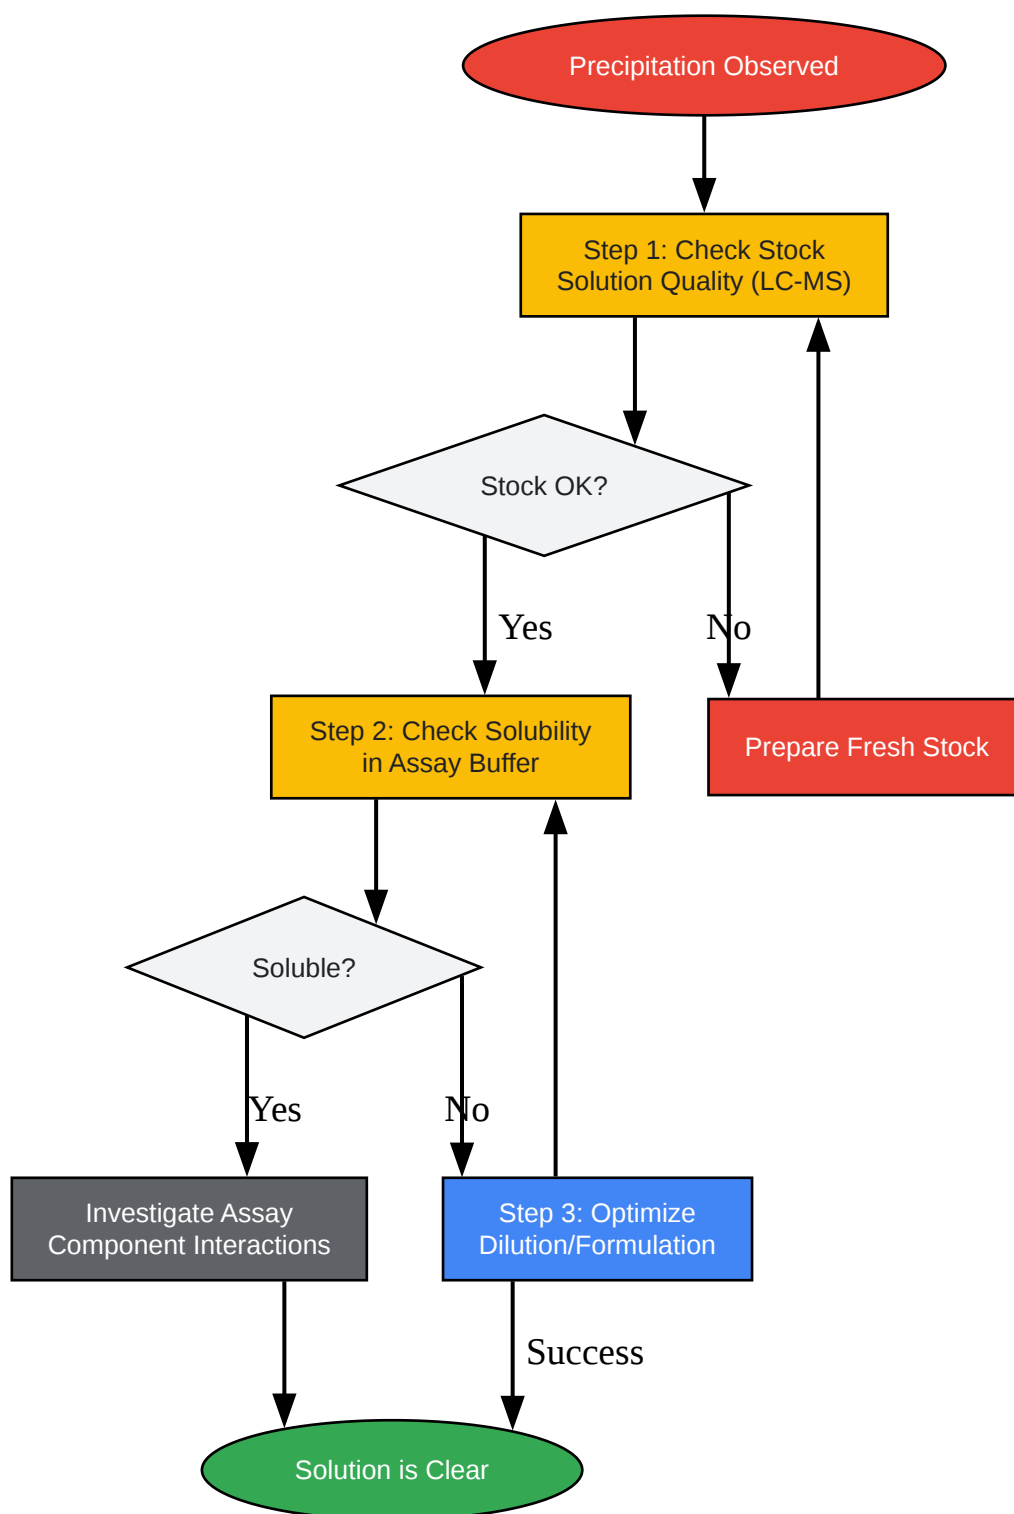 Precipitation Observed
Step 1: Check Stock
Solution Quality (LC-MS)
Stock OK?
Yes
No
Step 2: Check Solubility
in Assay Buffer
Prepare Fresh Stock
Soluble?
Yes
No
Investigate Assay
Component Interactions
Step 3: Optimize
Dilution/Formulation
Success
Solution is Clear